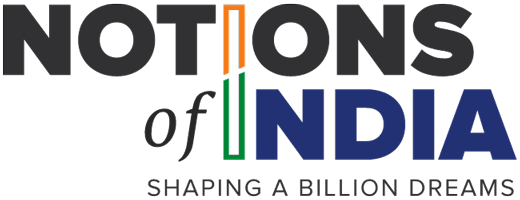 NOTIONS
of INDIA
SHAPING A BILLION DREAMS